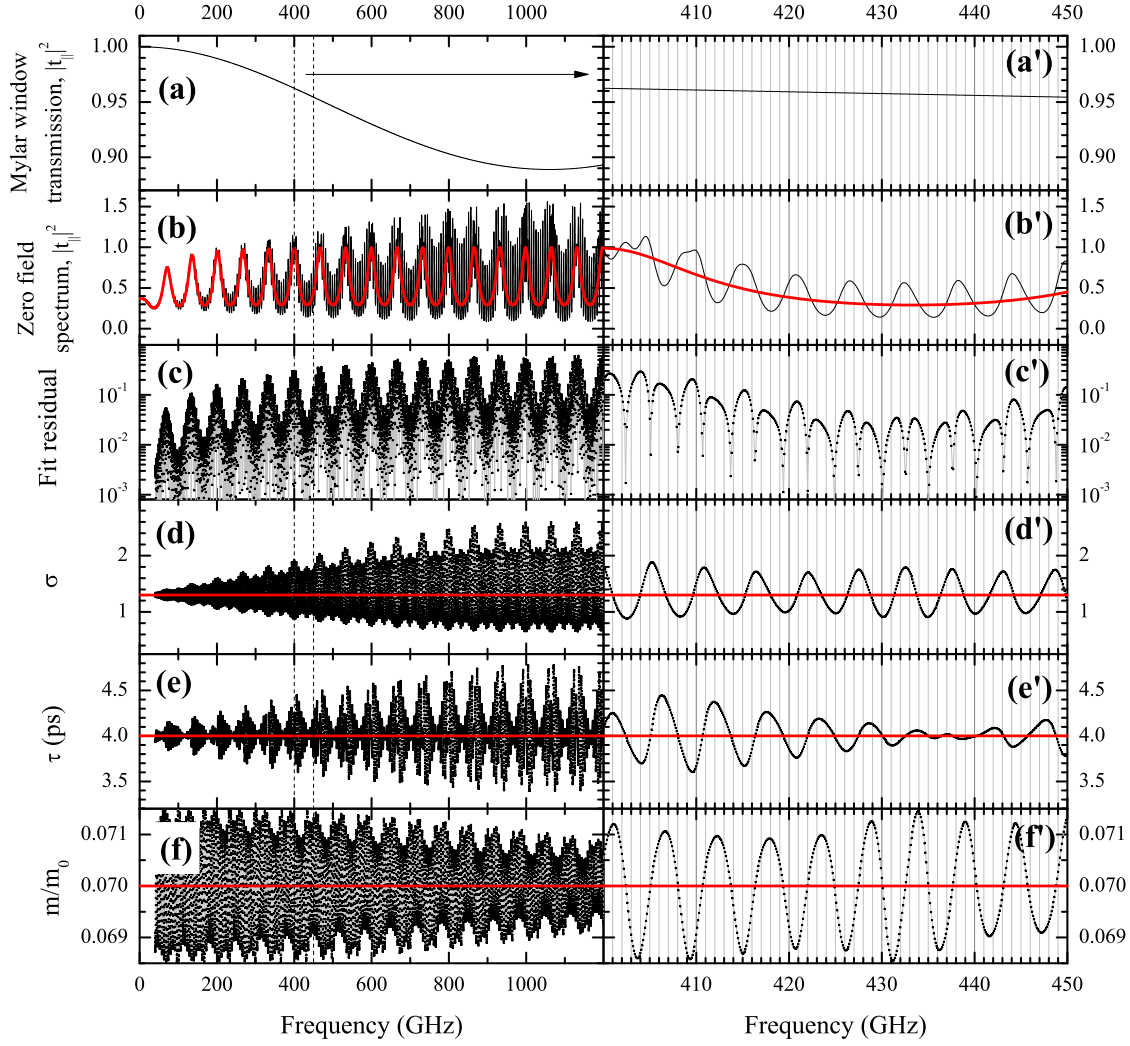 0 200 400 600 800 1000 410 420 430 440 450
Mylar window
transmission, |t_||||²
1.00
0.95
0.90
(a)
(a')
1.00
0.95
0.90
Zero field
spectrum, |t_||||²
1.5
1.0
0.5
0.0
(b)
(b')
1.5
1.0
0.5
0.0
Fit residual
10⁻¹
10⁻²
10⁻³
(c)
(c')
10⁻¹
10⁻²
10⁻³
σ
2
1
(d)
(d')
2
1
τ (ps)
4.5
4.0
3.5
(e)
(e')
4.5
4.0
3.5
m/m₀
0.071
0.070
0.069
(f)
(f')
0.071
0.070
0.069
0 200 400 600 800 1000 410 420 430 440 450
Frequency (GHz) Frequency (GHz)